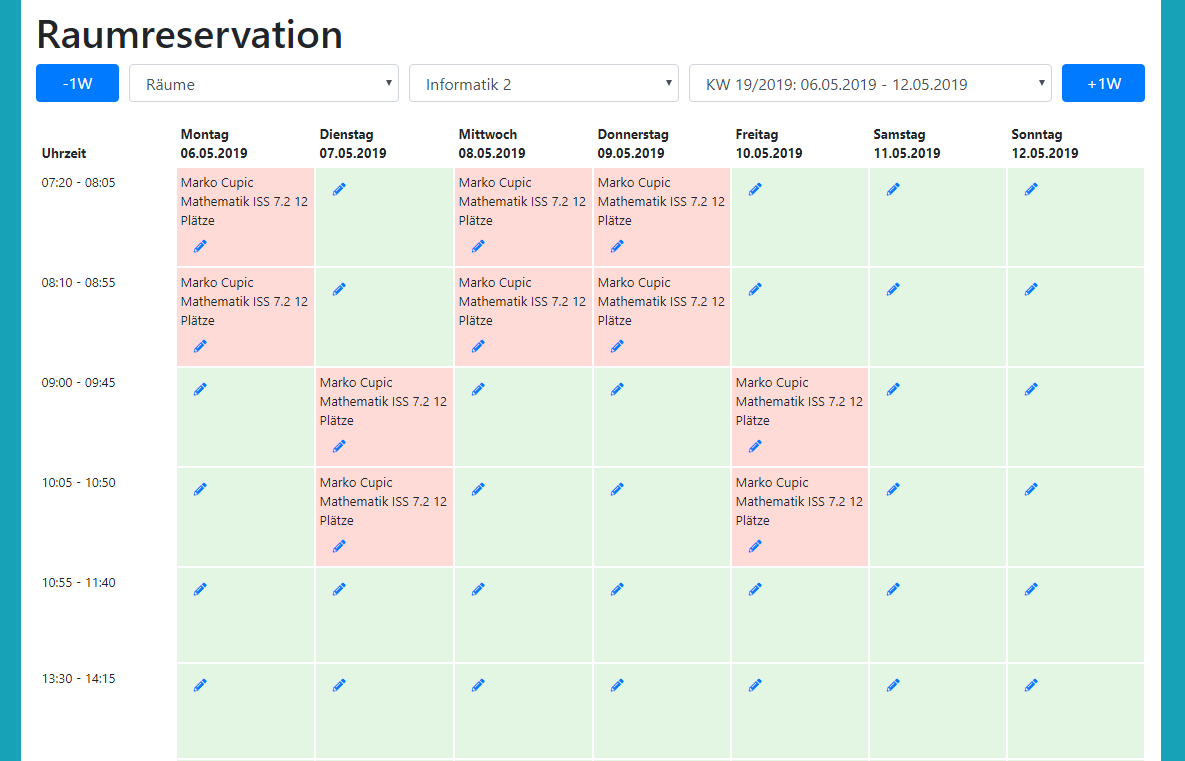 Raumreservation
-1W Räume Informatik 2 KW 19/2019: 06.05.2019 - 12.05.2019 +1W
Montag Dienstag Mittwoch Donnerstag Freitag Samstag Sonntag
Uhrzeit 06.05.2019 07.05.2019 08.05.2019 09.05.2019 10.05.2019 11.05.2019 12.05.2019
07:20 - 08:05 Marko Cupic Marko Cupic Marko Cupic
Mathematik ISS 7.2 12 Mathematik ISS 7.2 12 Mathematik ISS 7.2 12
Plätze Plätze Plätze
08:10 - 08:55 Marko Cupic Marko Cupic Marko Cupic
Mathematik ISS 7.2 12 Mathematik ISS 7.2 12 Mathematik ISS 7.2 12
Plätze Plätze Plätze
09:00 - 09:45 Marko Cupic Marko Cupic
Mathematik ISS 7.2 12 Mathematik ISS 7.2 12
Plätze Plätze
10:05 - 10:50 Marko Cupic Marko Cupic
Mathematik ISS 7.2 12 Mathematik ISS 7.2 12
Plätze Plätze
10:55 - 11:40
13:30 - 14:15